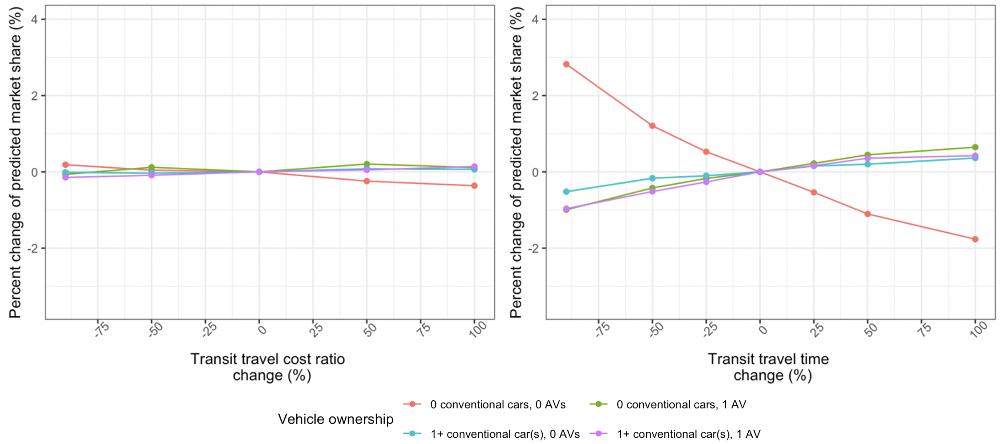 Percent change of predicted market share (%)
4
2
0
-2
-75
-50
-25
0
25
50
75
100
Transit travel cost ratio
change (%)
Percent change of predicted market share (%)
4
2
0
-2
-75
-50
-25
0
25
50
75
100
Transit travel time
change (%)
Vehicle ownership
0 conventional cars, 0 AVs
0 conventional cars, 1 AV
1+ conventional car(s), 0 AVs
1+ conventional car(s), 1 AV